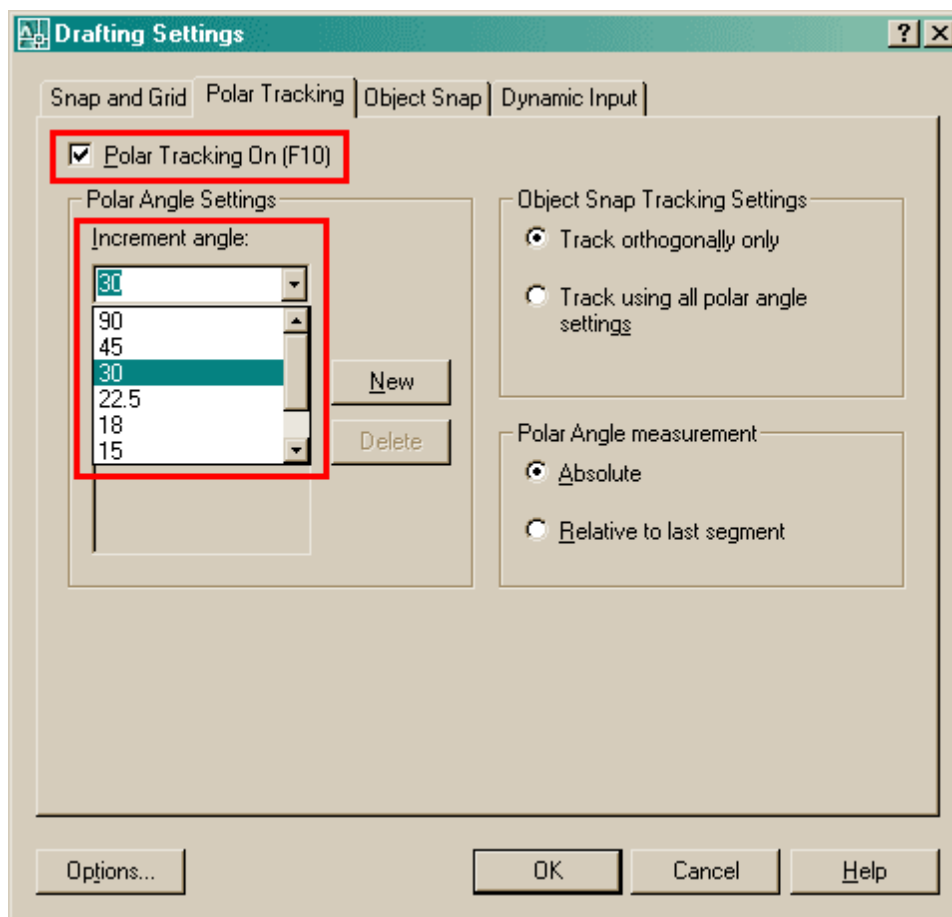 Drafting Settings
Snap and Grid
Polar Tracking
Object Snap
Dynamic Input
Polar Tracking On (F10)
Polar Angle Settings
Increment angle:
30
90
45
30
22.5
18
15
New
Delete
Object Snap Tracking Settings
Track orthogonally only
Track using all polar angle
settings
Polar Angle measurement
Absolute
Relative to last segment
Options...
OK
Cancel
Help